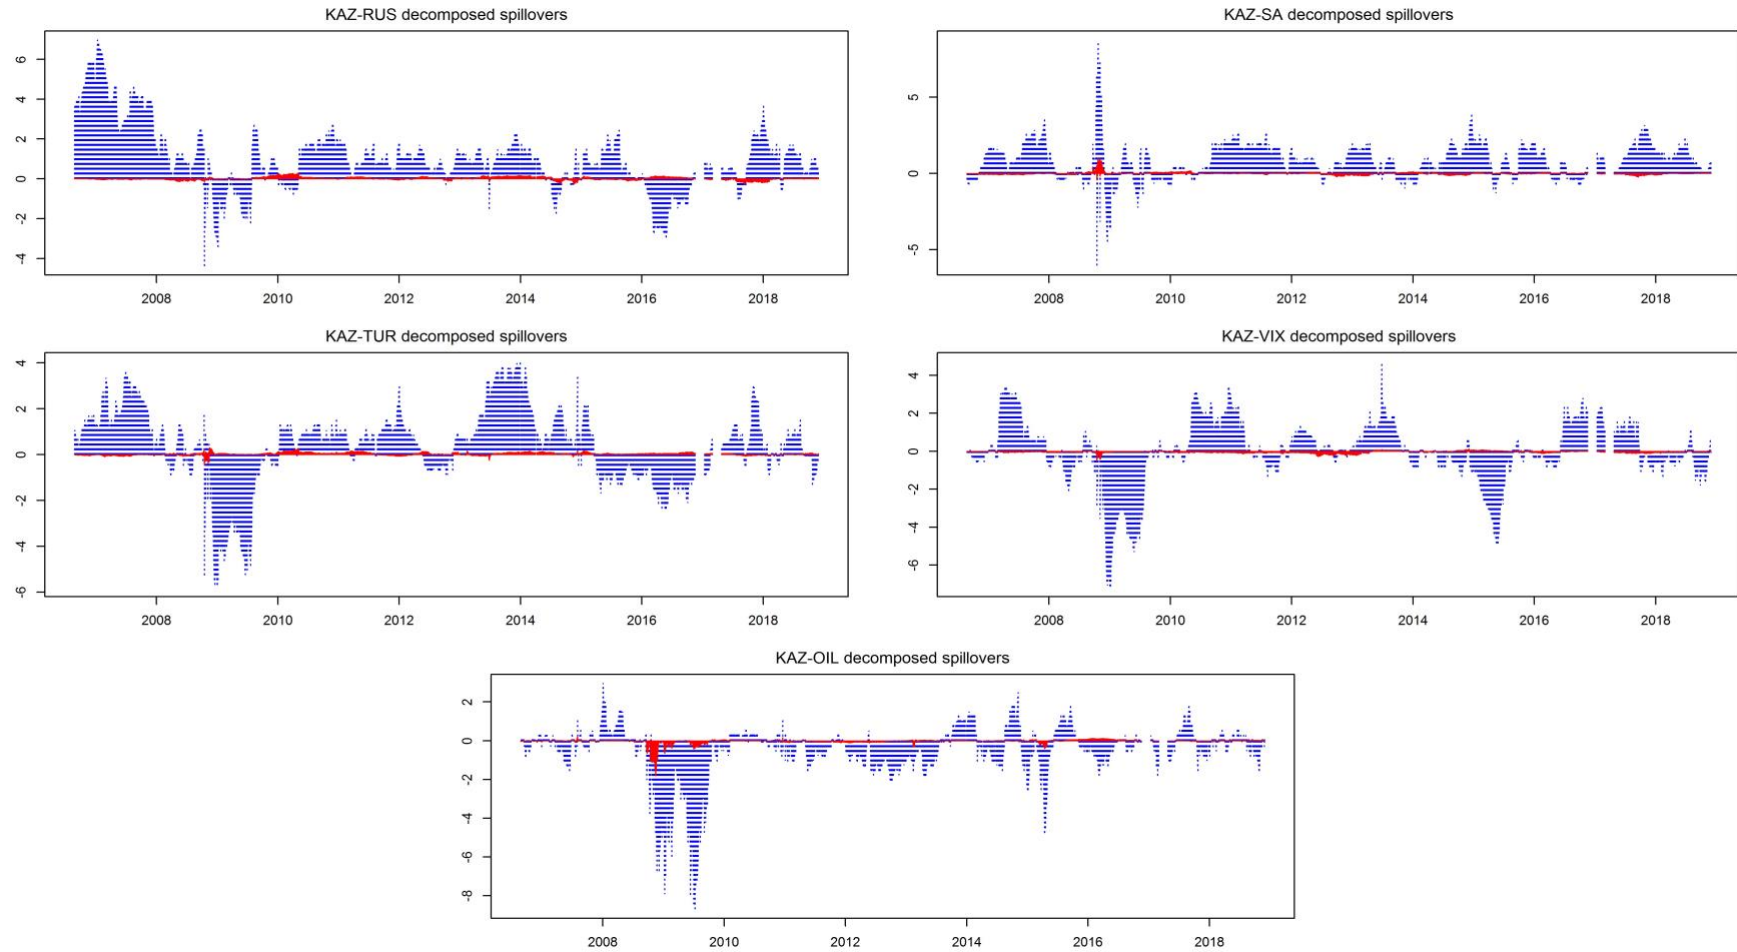 KAZ-RUS decomposed spillovers
6
4
2
0
-2
-4
2008 2010 2012 2014 2016 2018
KAZ-SA decomposed spillovers
5
0
-5
2008 2010 2012 2014 2016 2018
KAZ-TUR decomposed spillovers
4
2
0
-2
-4
-6
2008 2010 2012 2014 2016 2018
KAZ-VIX decomposed spillovers
4
2
0
-2
-4
-6
2008 2010 2012 2014 2016 2018
KAZ-OIL decomposed spillovers
2
0
-2
-4
-6
-8
2008 2010 2012 2014 2016 2018